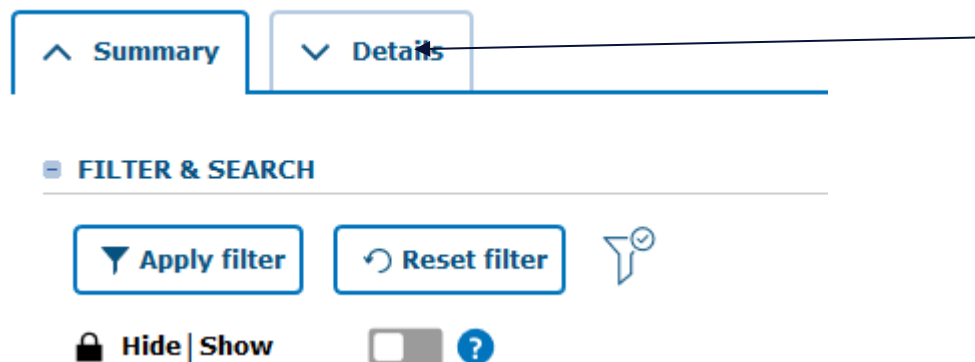 Summary Details
FILTER & SEARCH
Apply filter Reset filter
Hide | Show ?